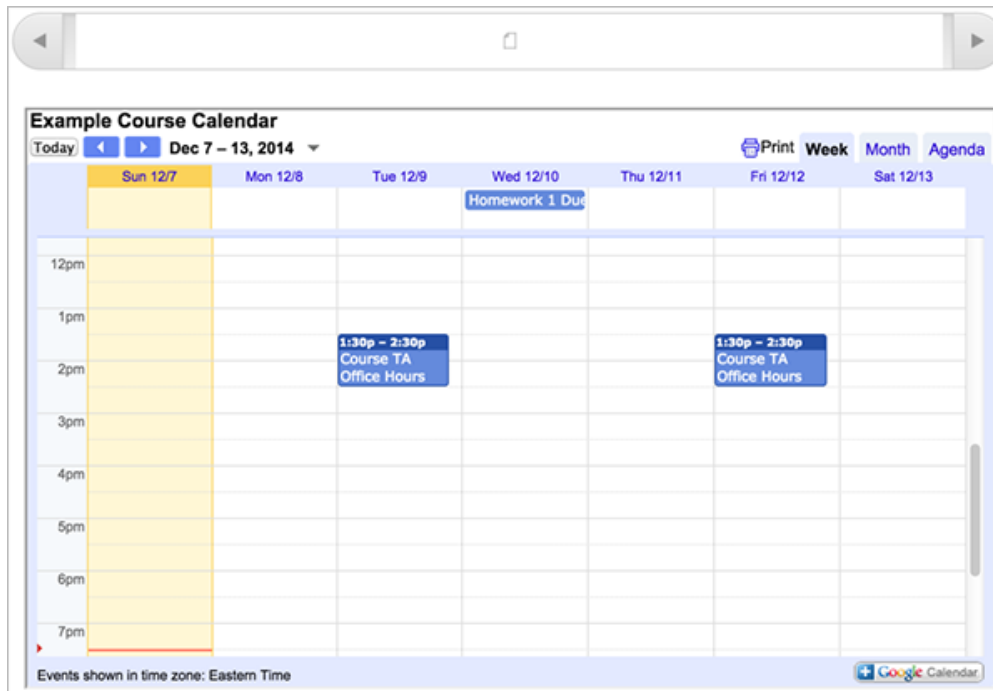 Example Course Calendar
Today Dec 7 – 13, 2014 Print Week Month Agenda
Sun 12/7 Mon 12/8 Tue 12/9 Wed 12/10 Thu 12/11 Fri 12/12 Sat 12/13
Homework 1 Due
12pm
1pm
1:30p – 2:30p 1:30p – 2:30p
Course TA Course TA
2pm
Office Hours Office Hours
3pm
4pm
5pm
6pm
7pm
Events shown in time zone: Eastern Time Google Calendar